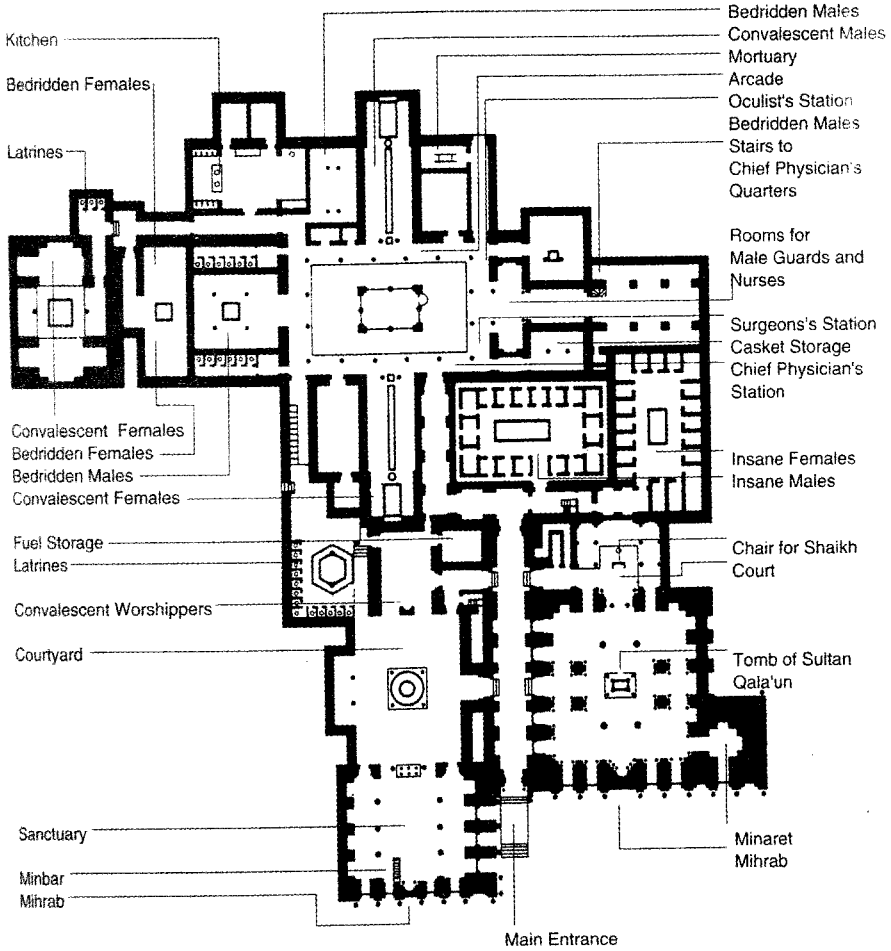 Kitchen
Bedridden Females
Latrines
Convalescent Females
Bedridden Females
Bedridden Males
Convalescent Females
Fuel Storage
Latrines
Convalescent Worshippers
Courtyard
Sanctuary
Minbar
Mihrab
Bedridden Males
Convalescent Males
Mortuary
Arcade
Oculist's Station
Bedridden Males
Stairs to
Chief Physician's
Quarters
Rooms for
Male Guards and
Nurses
Surgeons's Station
Casket Storage
Chief Physician's
Station
Insane Females
Insane Males
Chair for Shaikh
Court
Tomb of Sultan
Qala'un
Minaret
Mihrab
Main Entrance